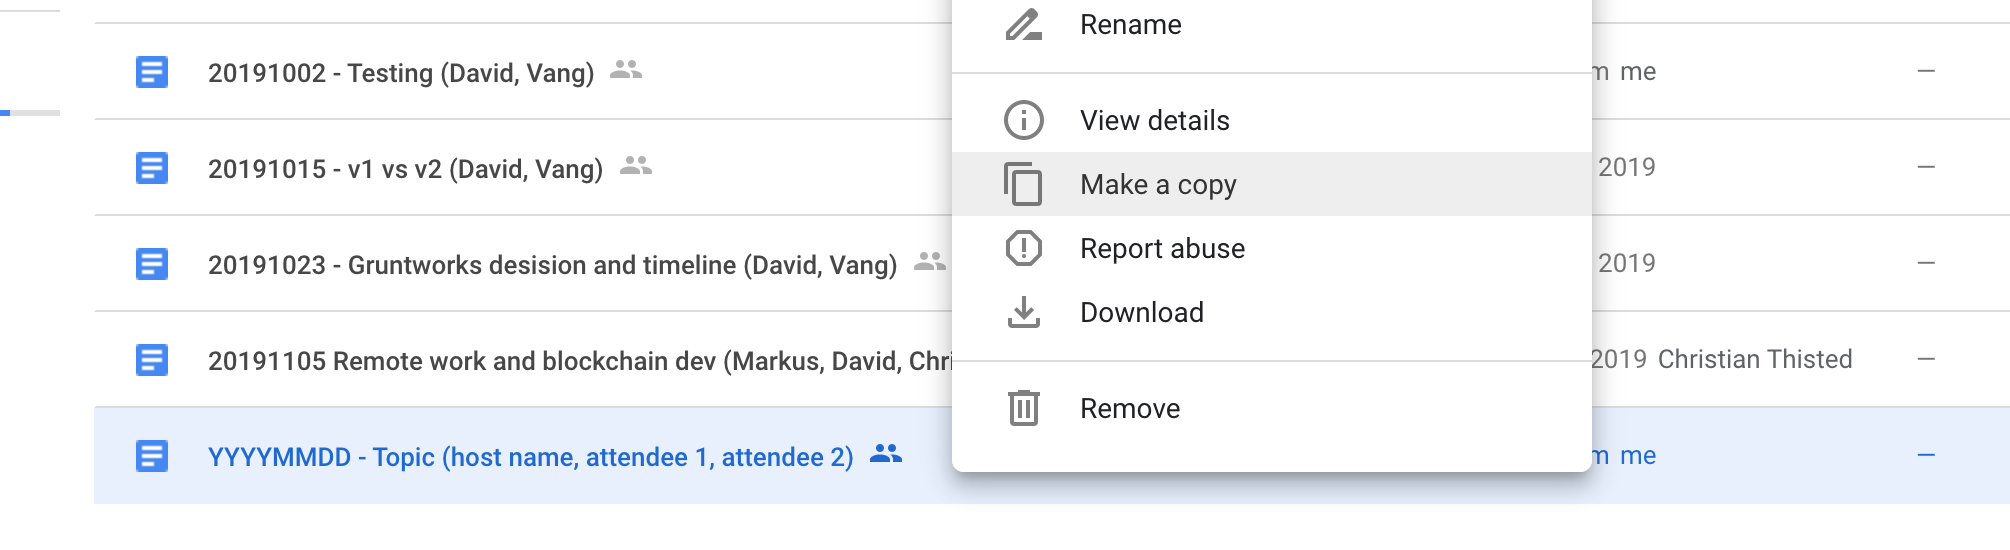 Rename
20191002 - Testing (David, Vang) me —
View details
20191015 - v1 vs v2 (David, Vang) 2019 —
Make a copy
Report abuse
20191023 - Gruntworks desision and timeline (David, Vang) 2019 —
Download
20191105 Remote work and blockchain dev (Markus, David, 2019 Christian Thisted —
Remove
YYYYMMDD - Topic (host name, attendee 1, attendee 2) me —